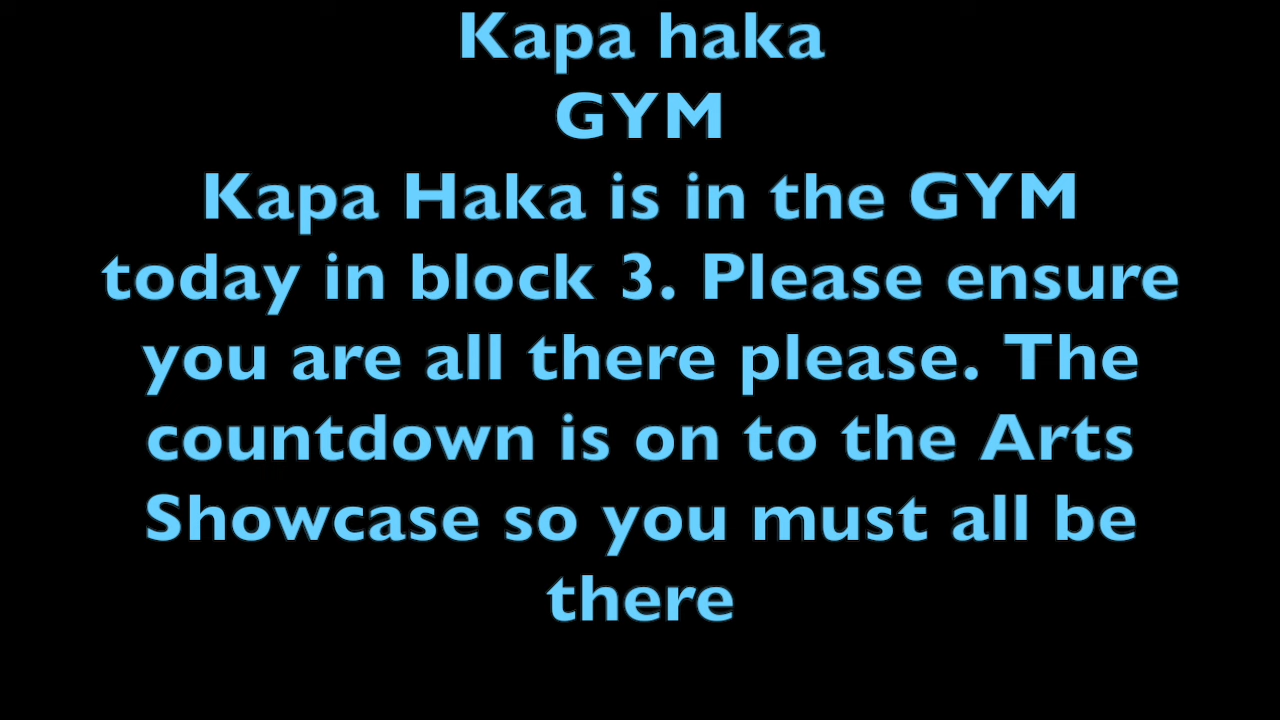 Kapa haka
GYM
Kapa Haka is in the GYM
today in block 3. Please ensure
you are all there please. The
countdown is on to the Arts
Showcase so you must all be
there